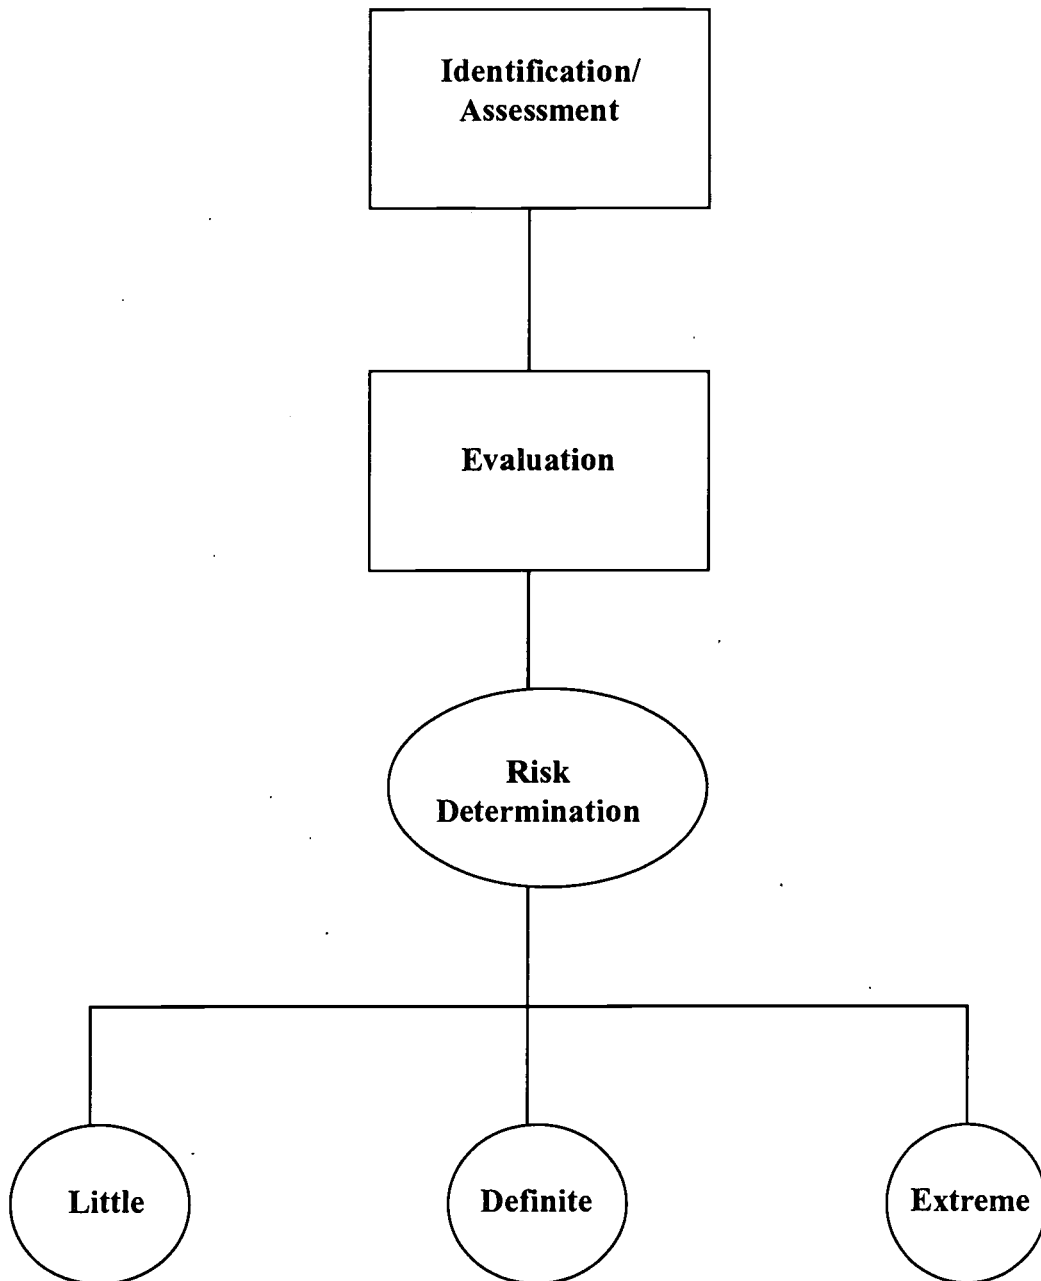 Identification/
Assessment
Evaluation
Risk
Determination
Little
Definite
Extreme